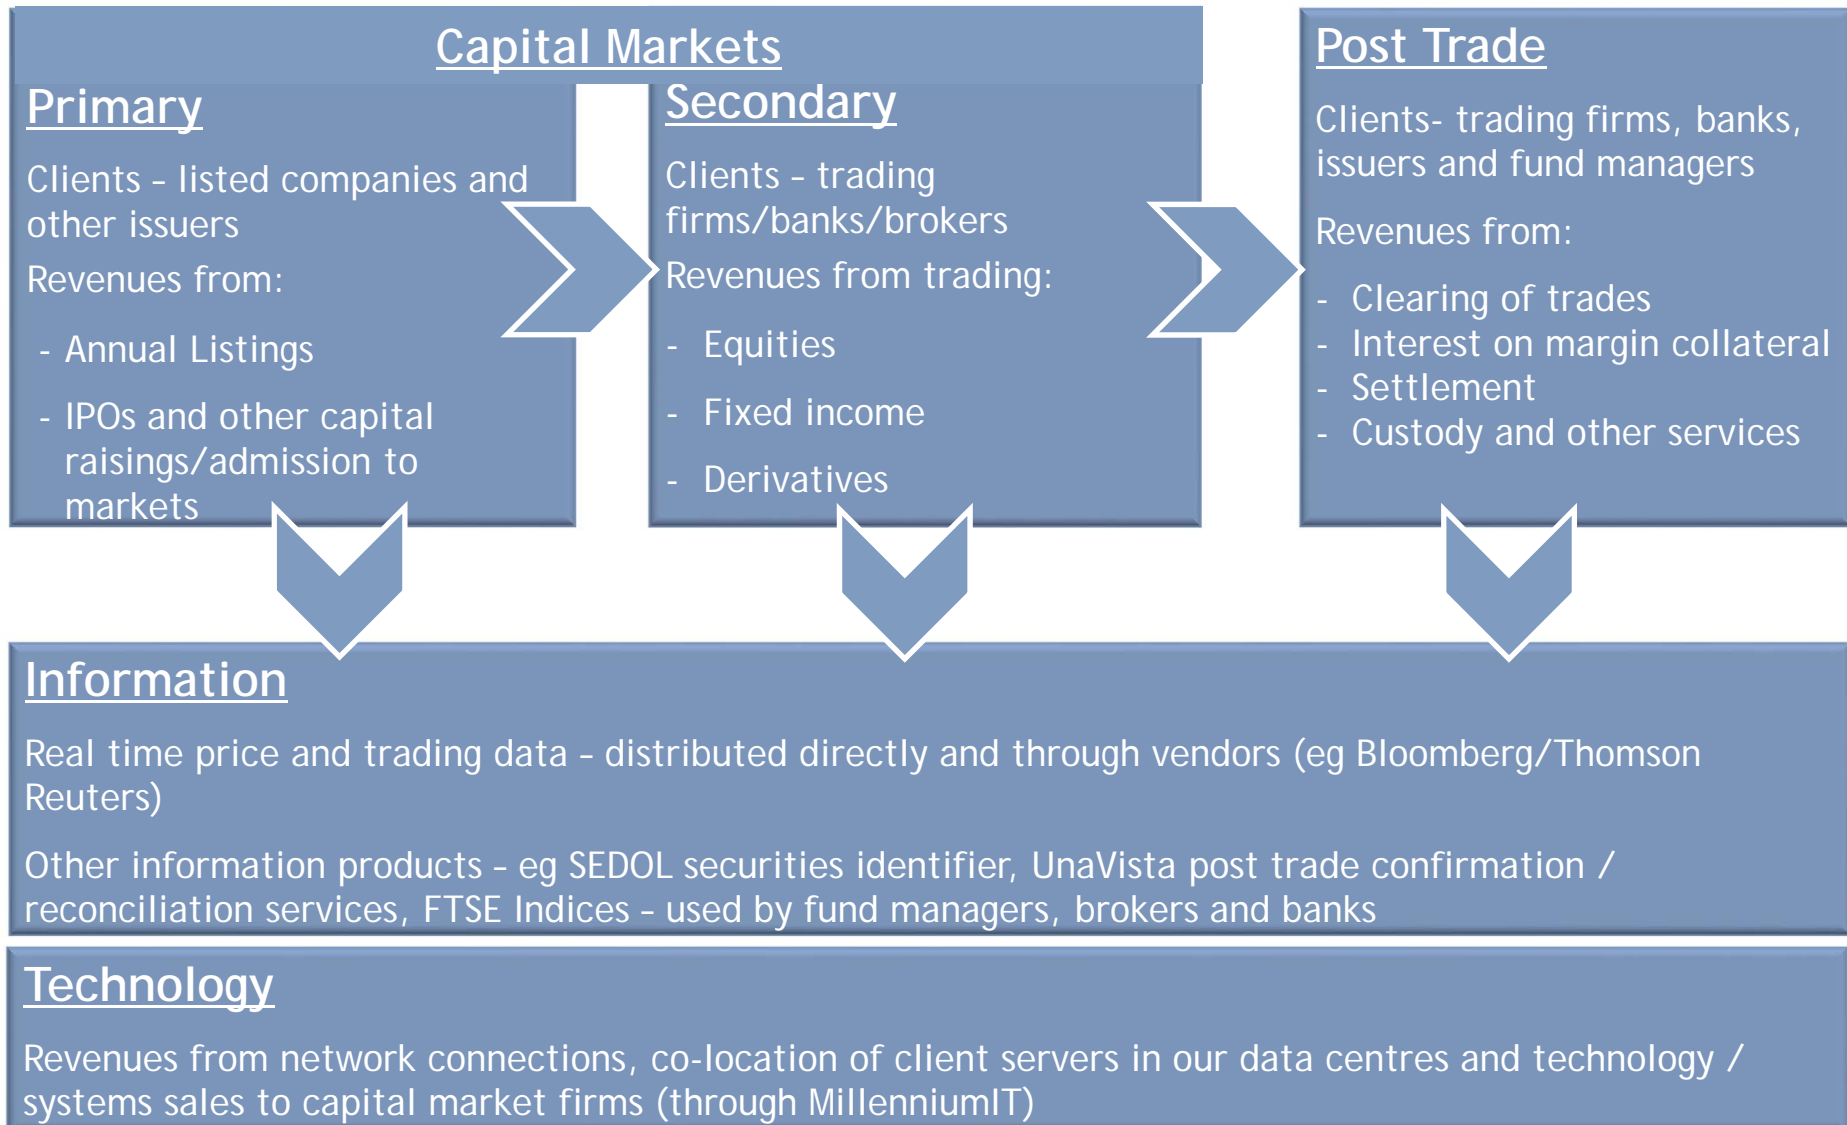 Capital Markets
Primary
Clients – listed companies and
other issuers
Revenues from:
- Annual Listings
- IPOs and other capital
raisings/admission to
markets
Secondary
Clients – trading
firms/banks/brokers
Revenues from trading:
- Equities
- Fixed income
- Derivatives
Post Trade
Clients- trading firms, banks,
issuers and fund managers
Revenues from:
- Clearing of trades
- Interest on margin collateral
- Settlement
- Custody and other services
Information
Real time price and trading data – distributed directly and through vendors (eg Bloomberg/Thomson
Reuters)
Other information products – eg SEDOL securities identifier, UnaVista post trade confirmation /
reconciliation services, FTSE Indices – used by fund managers, brokers and banks
Technology
Revenues from network connections, co-location of client servers in our data centres and technology /
systems sales to capital market firms (through MillenniumIT)